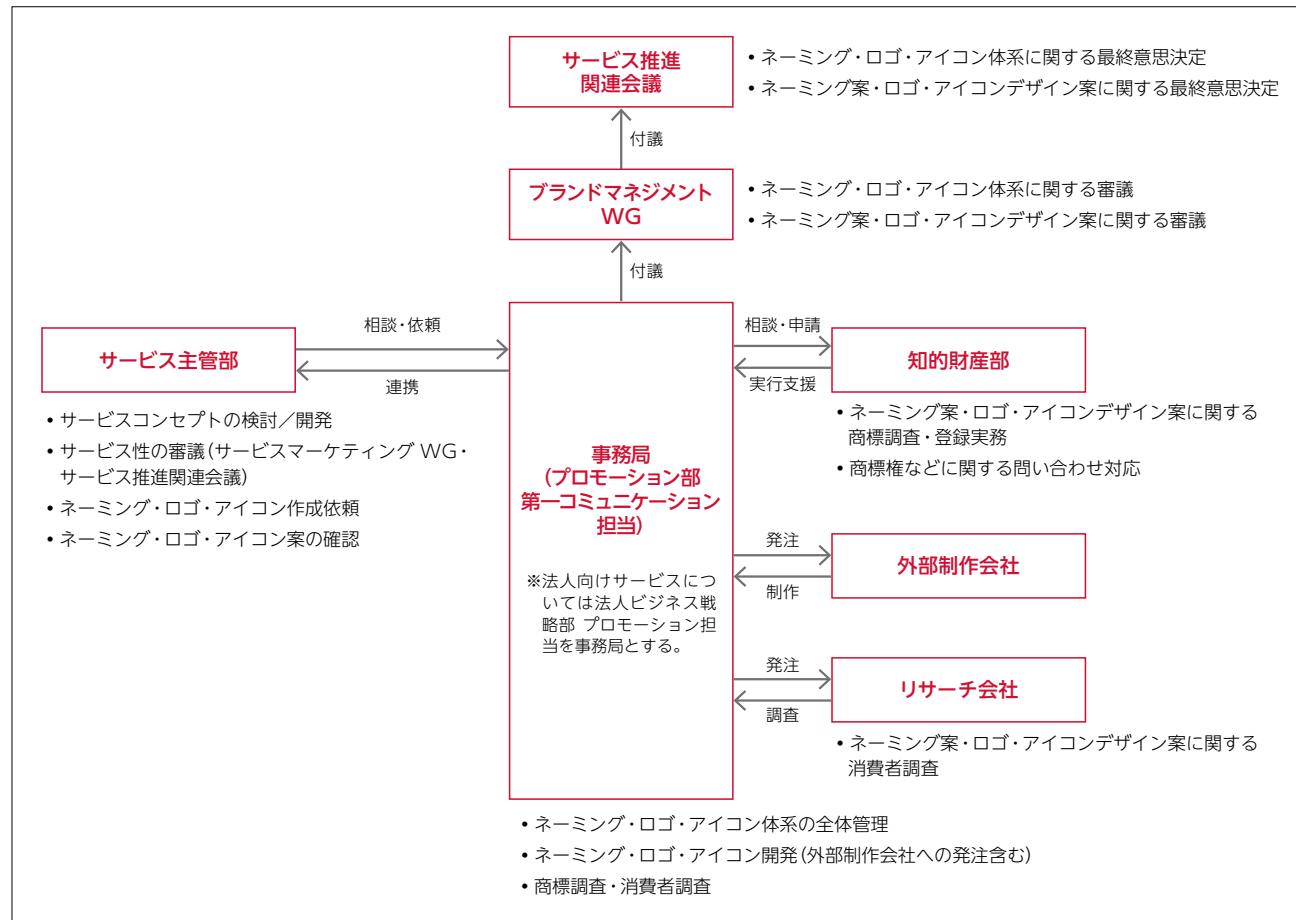 サービス推進
関連会議
• ネーミング・ロゴ・アイコン体系に関する最終意思決定
• ネーミング案・ロゴ・アイコンデザイン案に関する最終意思決定
付議
ブランドマネジメント
WG
• ネーミング・ロゴ・アイコン体系に関する審議
• ネーミング案・ロゴ・アイコンデザイン案に関する審議
付議
サービス主管部
相談・依頼
連携
• サービスコンセプトの検討／開発
• サービス性の審議(サービスマーケティング WG・
サービス推進関連会議)
• ネーミング・ロゴ・アイコン作成依頼
• ネーミング・ロゴ・アイコン案の確認
事務局
(プロモーション部
第一コミュニケーション
担当)
※法人向けサービスにつ
いては法人ビジネス戦
略部 プロモーション担
当を事務局とする。
相談・申請
実行支援
知的財産部
• ネーミング案・ロゴ・アイコンデザイン案に関する
商標調査・登録実務
• 商標権などに関する問い合わせ対応
発注
制作
外部制作会社
発注
調査
リサーチ会社
• ネーミング案・ロゴ・アイコンデザイン案に関する
消費者調査
• ネーミング・ロゴ・アイコン体系の全体管理
• ネーミング・ロゴ・アイコン開発(外部制作会社への発注含む)
• 商標調査・消費者調査